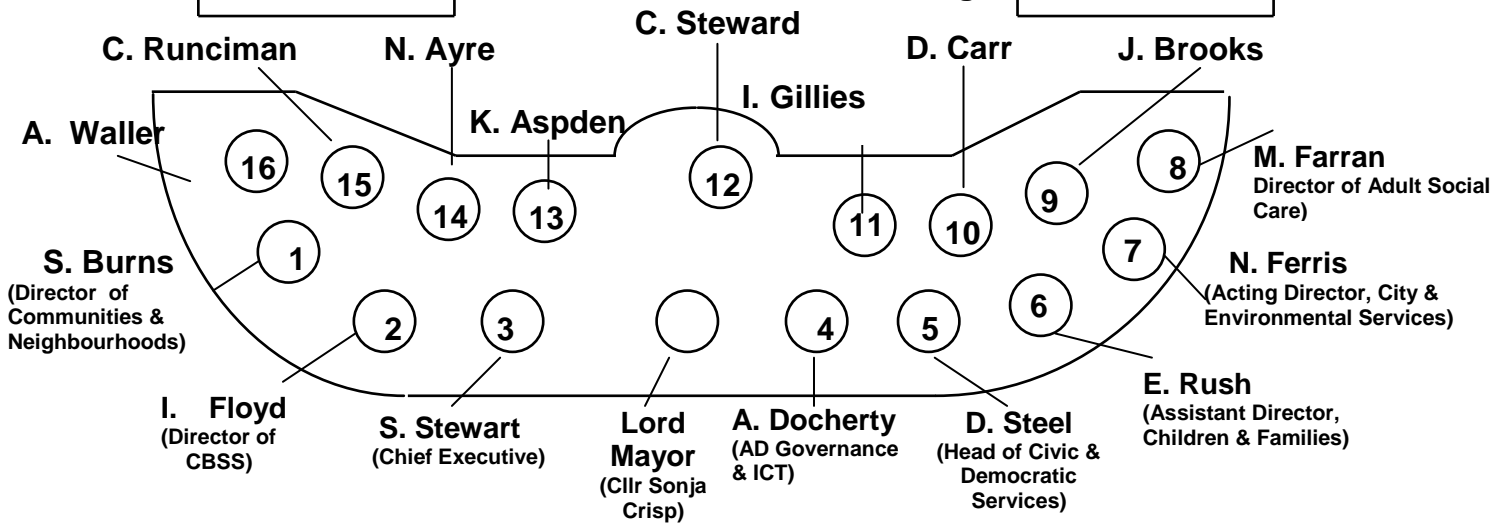 C. Steward
C. Runciman
N. Ayre
D. Carr
J. Brooks
I. Gillies
K. Aspden
A. Waller
16
15
14
13
12
11
10
9
8
M. Farran
Director of Adult Social
Care)
1
7
S. Burns
(Director of
Communities &
Neighbourhoods)
N. Ferris
(Acting Director, City &
Environmental Services)
2
3
4
5
6
I. Floyd
(Director of
CBSS)
S. Stewart
(Chief Executive)
Lord
Mayor
(Cllr Sonja
Crisp)
A. Docherty
(AD Governance
& ICT)
D. Steel
(Head of Civic &
Democratic
Services)
E. Rush
(Assistant Director,
Children & Families)